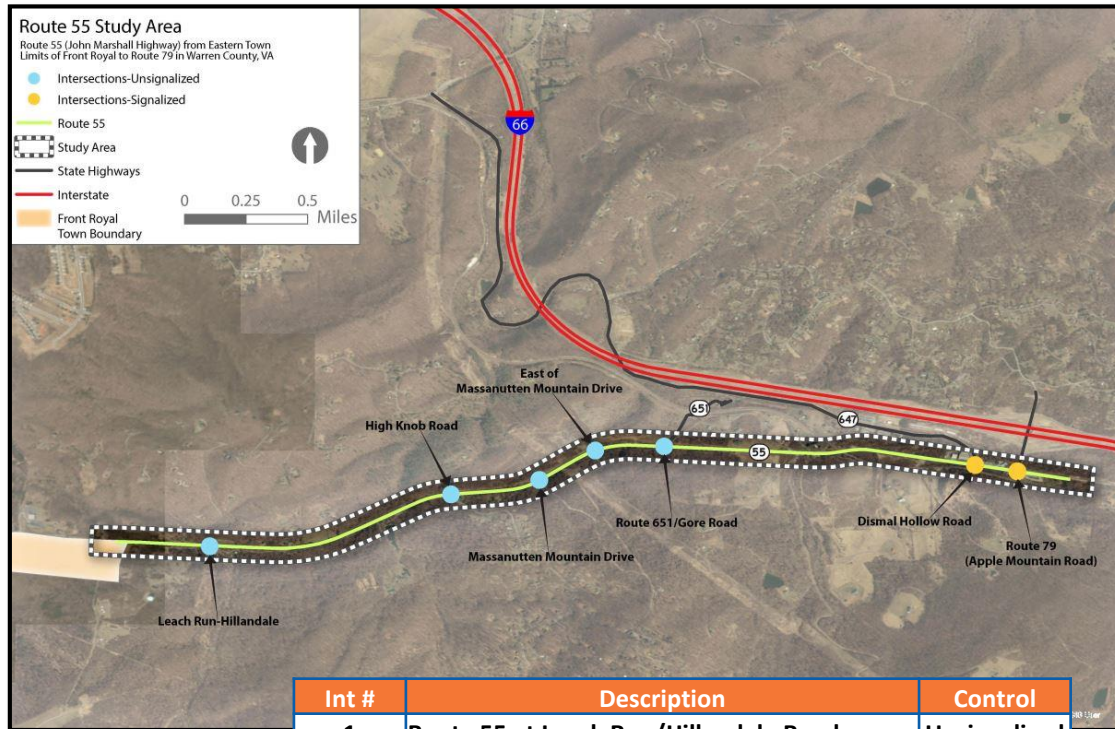 Route 55 Study Area
Route 55 (John Marshall Highway) from Eastern Town
Limits of Front Royal to Route 79 in Warren County, VA
Intersections-Unsignalized
Intersections-Signalized
Route 55
Study Area
State Highways
Interstate
Front Royal
Town Boundary
0 0.25 0.5
Miles
66
East of
Massanutten Mountain Drive
651
647
High Knob Road
55
Route 651/Gore Road
Dismal Hollow Road
Route 79
(Apple Mountain Road)
Massanutten Mountain Drive
Leach Run-Hillandale
Int # Description Control